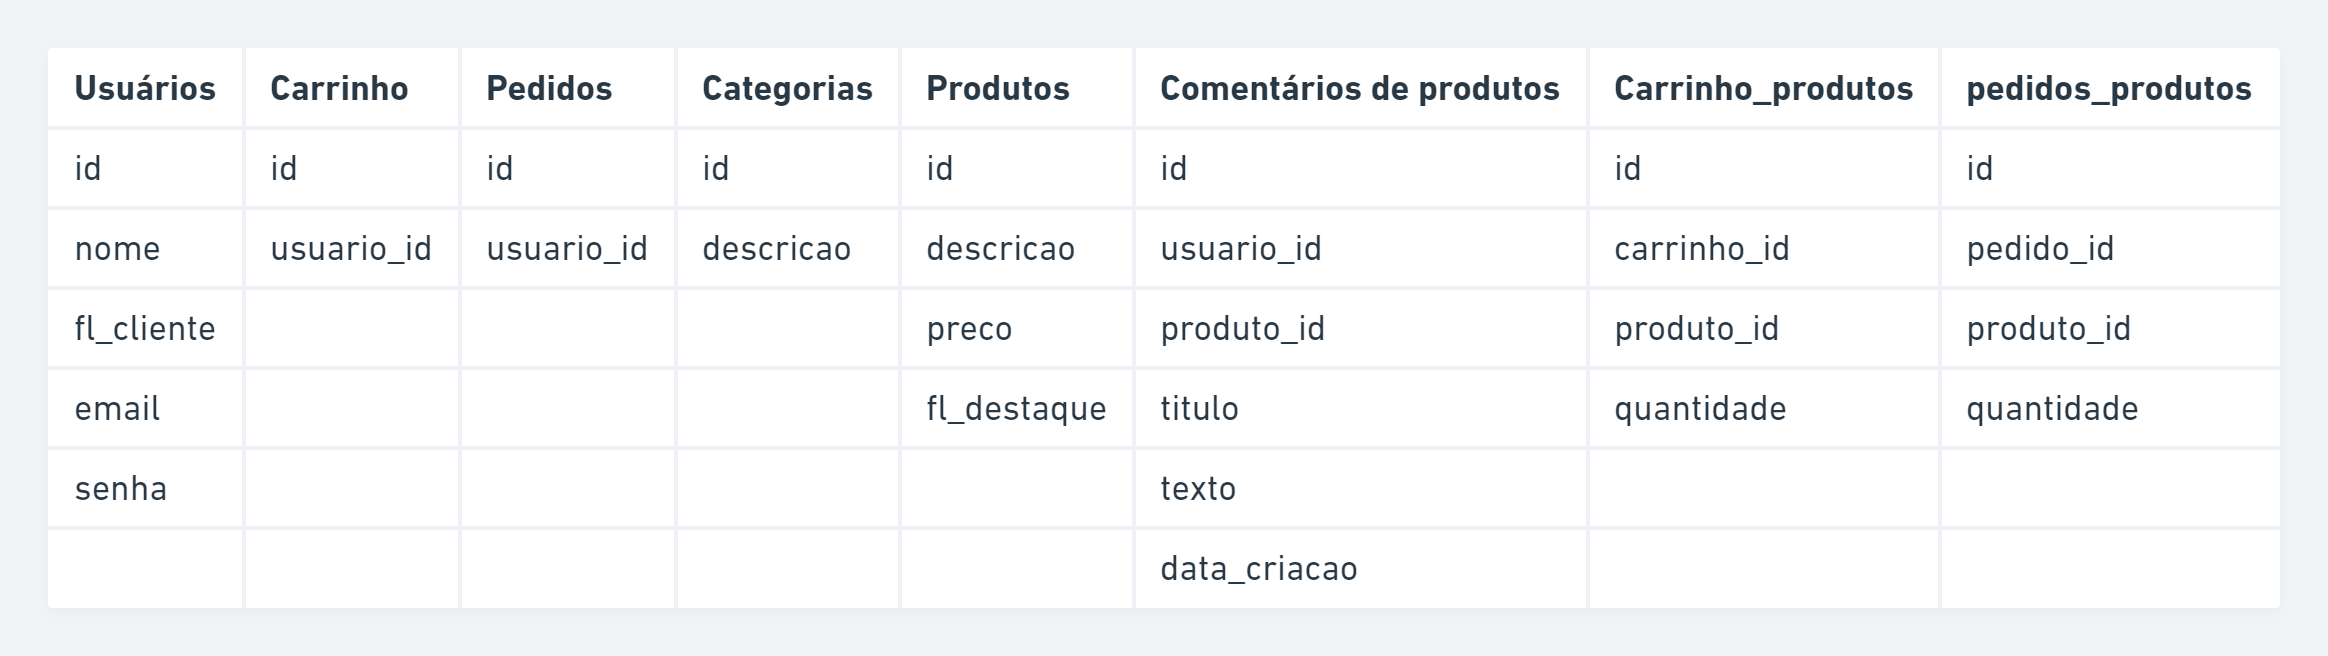 Usuários Carrinho Pedidos Categorias Produtos Comentários de produtos Carrinho_produtos pedidos_produtos
id id id id id id id id
nome usuario_id usuario_id descricao descricao usuario_id carrinho_id pedido_id
fl_cliente preco produto_id produto_id produto_id
email fl_destaque titulo quantidade quantidade
senha texto
data_criacao